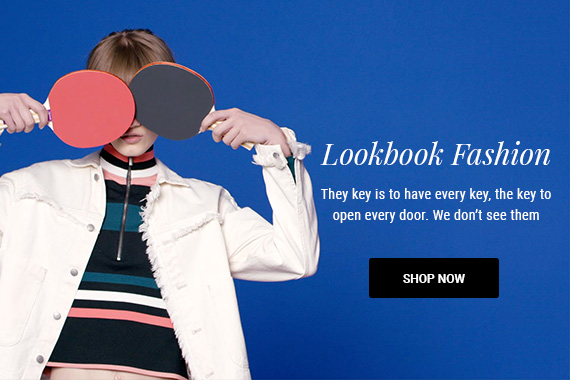 Lookbook Fashion
They key is to have every key, the key to
open every door. We don't see them
SHOP NOW